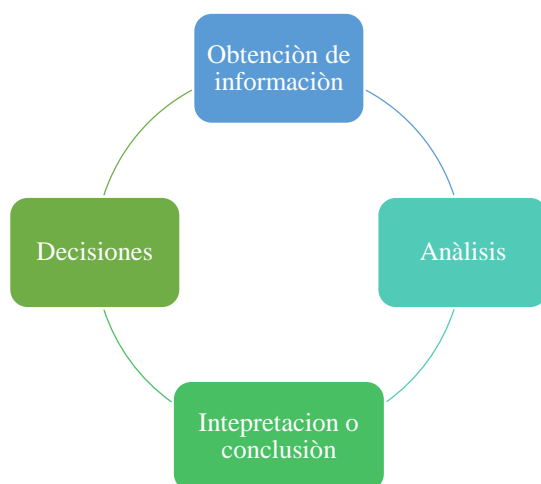 Obtenciòn de
informaciòn
Anàlisis
Intepretacion o
conclusiòn
Decisiones